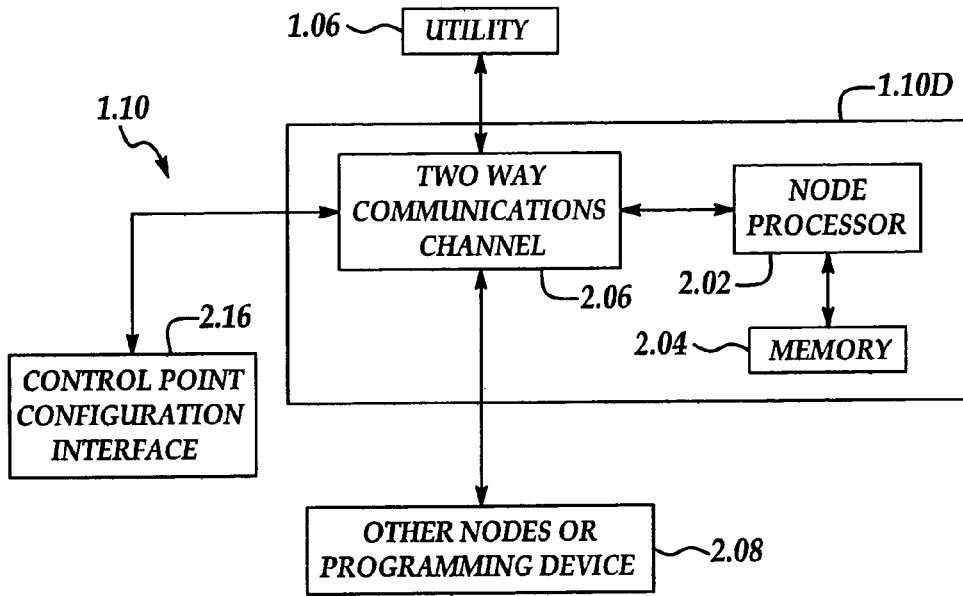 1.06
UTILITY
1.10
1.10D
TWO WAY
COMMUNICATIONS
CHANNEL
2.06
NODE
PROCESSOR
2.02
2.04
MEMORY
2.16
CONTROL POINT
CONFIGURATION
INTERFACE
OTHER NODES OR
PROGRAMMING DEVICE
2.08